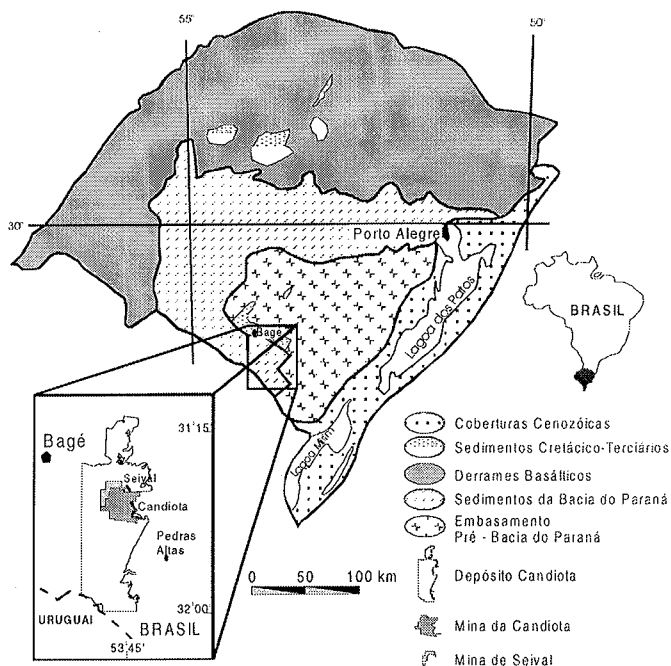 55'
50'
30'
Porto Alegre
Lagoa dos Patos
BRASIL
Bagé
Lagoa Mirim
Bagé
31°15'
Seival
Candiota
Pedras
Altas
32°00'
URUGUAI
BRASIL
53°45'
0 50 100 km
Coberturas Cenozóicas
Sedimentos Cretácico-Terciários
Derrames Basálticos
Sedimentos da Bacia do Paraná
Embasamento
Pré - Bacia do Paraná
Depósito Candiota
Mina da Candiota
Mina de Seival